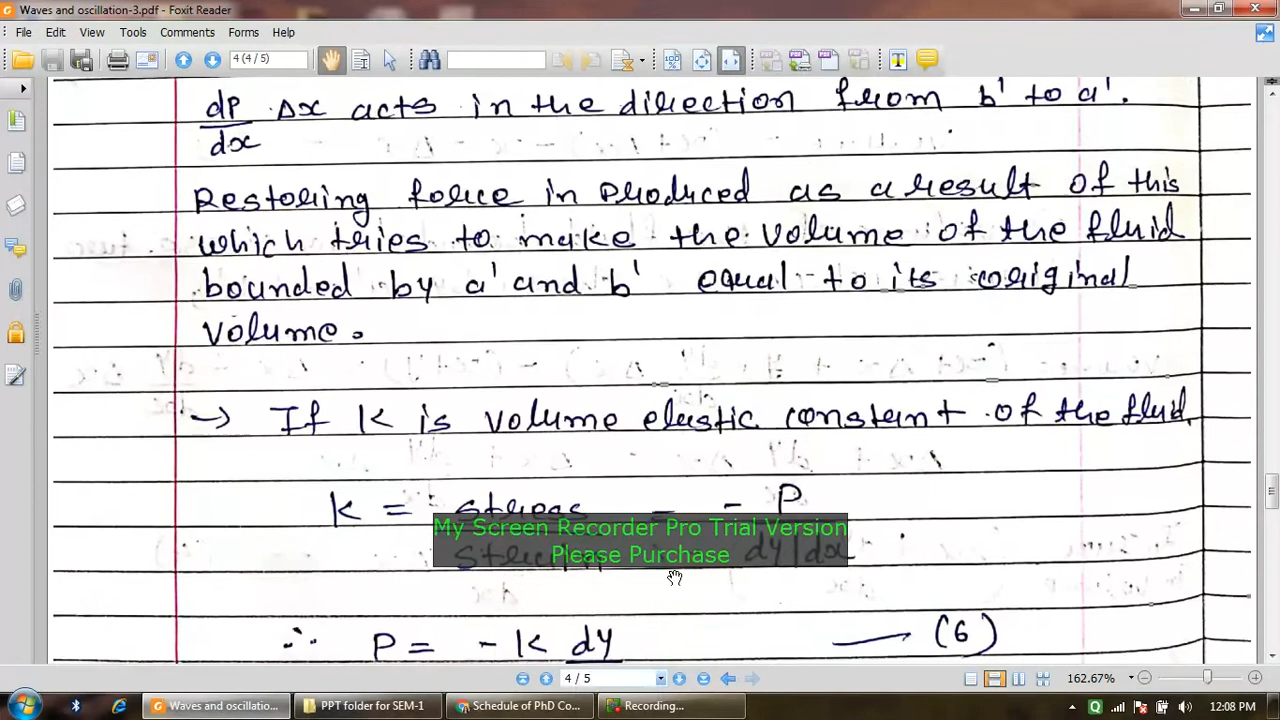 Waves and oscillation-3.pdf - Foxit Reader
File Edit View Tools Comments Forms Help
4 (4 / 5)
dP/dx Δx acts in the direction from b' to a'.
Restoring force in produced as a result of this
which tries to make the volume of the fluid
bounded by a' and b' equal to its original
volume.
→ If K is volume elastic constant of the fluid.
K = stress = - P
My Screen Recorder Pro Trial Version
Please Purchase
dy/dx
∴ P = - K dy —— (6)
4 / 5
162.67%
Waves and oscillatio...
PPT folder for SEM-1
Schedule of PhD Co...
Recording...
12:08 PM